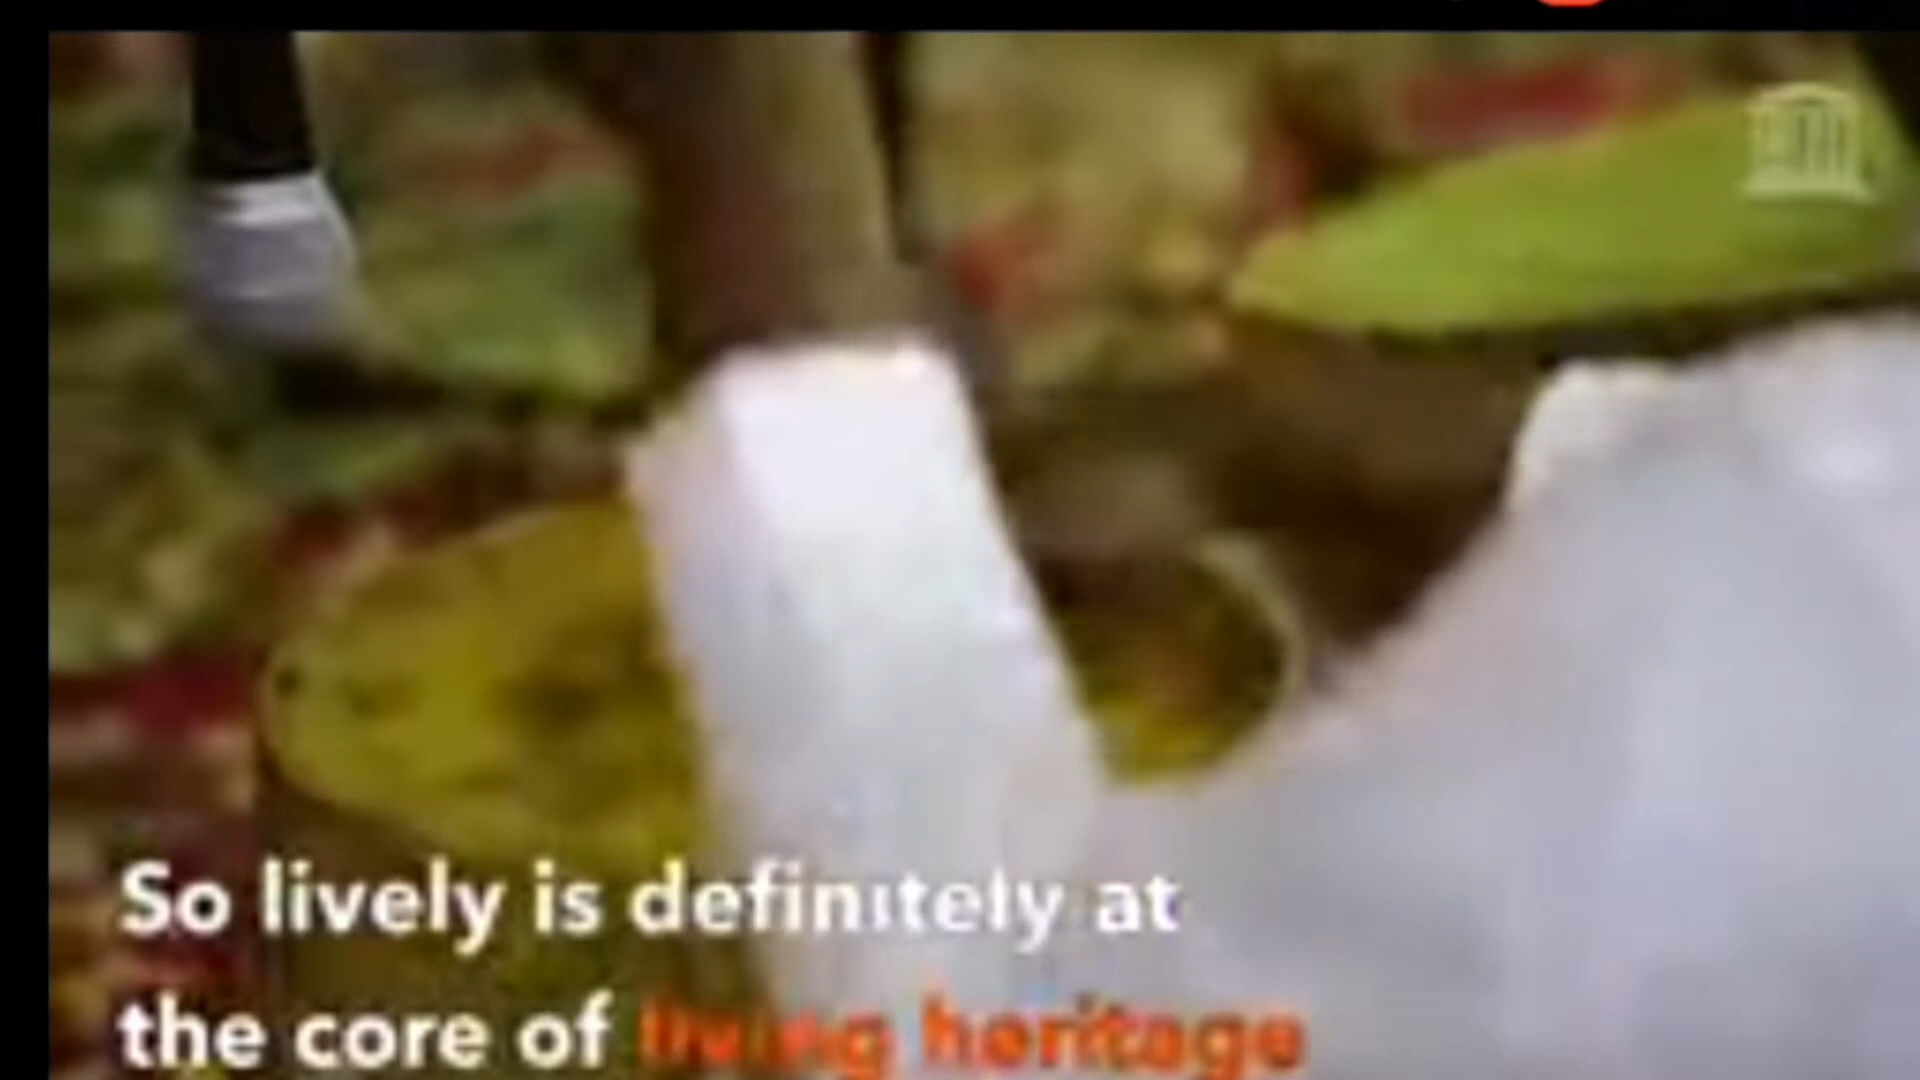 So lively is definitely at
the core of living heritage